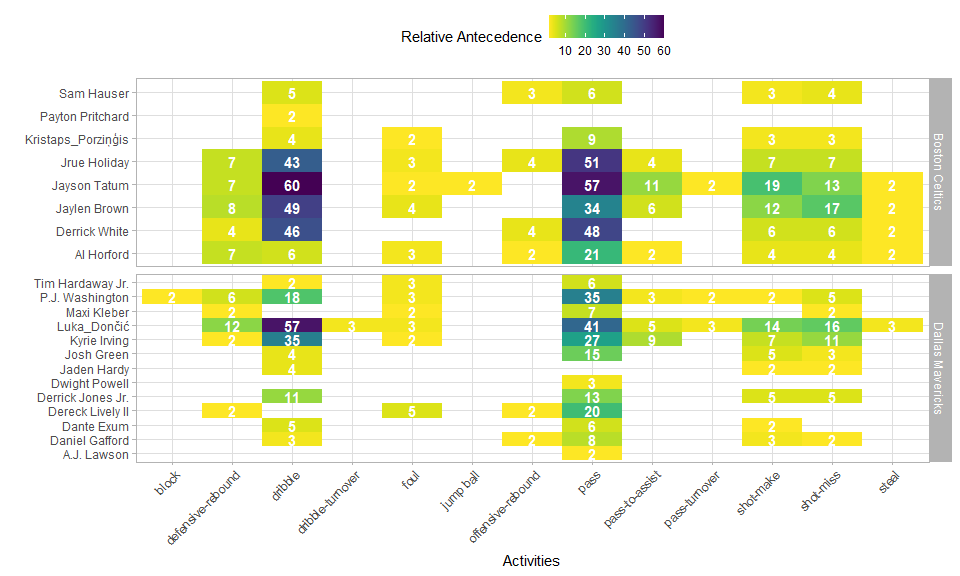 Relative Antecedence
10 20 30 40 50 60
Sam Hauser 5 3 6 3 4
Payton Pritchard 2
Kristaps_Porziņģis 4 2 9 3 3
Jrue Holiday 7 43 3 4 51 4 7 7
Jayson Tatum 7 60 2 2 57 11 2 19 13 2
Jaylen Brown 8 49 4 34 6 12 17 2
Derrick White 4 46 4 48 6 6 2
Al Horford 7 6 3 2 21 2 4 4 2
Boston Celtics
Tim Hardaway Jr. 2 3 6
P.J. Washington 2 6 18 3 35 3 2 2 5
Maxi Kleber 2 2 7 2
Luka_Dončić 12 57 3 3 41 5 3 14 16 3
Kyrie Irving 2 35 2 27 9 7 11
Josh Green 4 15 5 3
Jaden Hardy 4 2 2
Dwight Powell 3
Derrick Jones Jr. 11 13 5 5
Dereck Lively II 2 5 2 20
Dante Exum 5 6 2
Daniel Gafford 3 2 8 3 2
A.J. Lawson 2
Dallas Mavericks
block
defensive-rebound
dribble
dribble-turnover
foul
jump ball
offensive-rebound
pass
pass-to-assist
pass-turnover
shot-make
shot-miss
steal
Activities